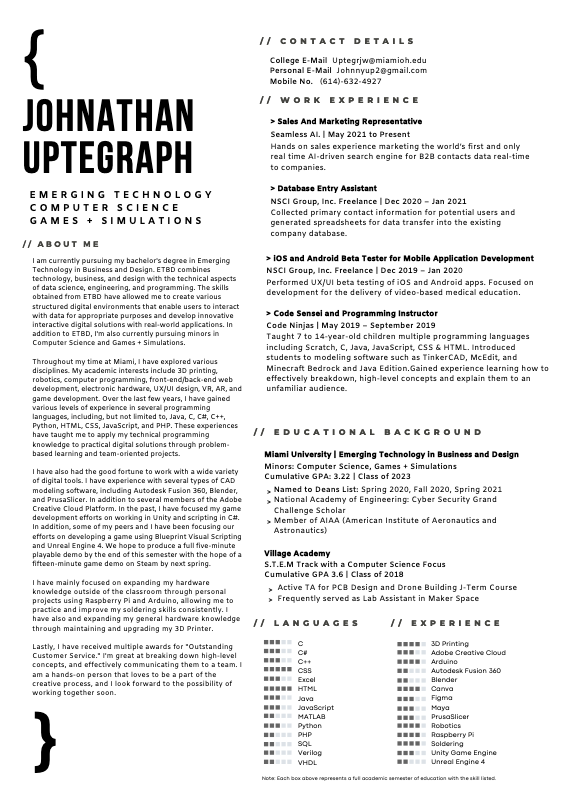 {
JOHNATHAN
UPTEGRAPH
EMERGING TECHNOLOGY
COMPUTER SCIENCE
GAMES + SIMULATIONS
// ABOUT ME
I am currently pursuing my bachelor's degree in Emerging
Technology in Business and Design. ETBD combines
technology, business, and design with the technical aspects
of data science, engineering, and programming. The skills
obtained from ETBD have allowed me to create various
structured digital environments that enable users to interact
with data for appropriate purposes and develop innovative
interactive digital solutions with real-world applications. In
addition to ETBD, I'm also currently pursuing minors in
Computer Science and Games + Simulations.
Throughout my time at Miami, I have explored various
disciplines. My academic interests include 3D printing,
robotics, computer programming, front-end/back-end web
development, electronic hardware, UX/UI design, VR, AR, and
game development. Over the last few years, I have gained
various levels of experience in several programming
languages, including, but not limited to, Java, C, C#, C++,
Python, HTML, CSS, JavaScript, and PHP. These experiences
have taught me to apply my technical programming
knowledge to practical digital solutions through problem-
based learning and team-oriented projects.
I have also had the good fortune to work with a wide variety
of digital tools. I have experience with several types of CAD
modeling software, including Autodesk Fusion 360, Blender,
and PrusaSlicer. In addition to several members of the Adobe
Creative Cloud Platform. In the past, I have focused my game
development efforts on working in Unity and scripting in C#.
In addition, some of my peers and I have been focusing our
efforts on developing a game using Blueprint Visual Scripting
and Unreal Engine 4. We hope to produce a full five-minute
playable demo by the end of this semester with the hope of a
fifteen-minute game demo on Steam by next spring.
I have mainly focused on expanding my hardware
knowledge outside of the classroom through personal
projects using Raspberry Pi and Arduino, allowing me to
practice and improve my soldering skills consistently. I
have also and expanding my general hardware knowledge
through maintaining and upgrading my 3D Printer.
Lastly, I have received multiple awards for "Outstanding
Customer Service." I'm great at breaking down high-level
concepts, and effectively communicating them to a team. I
am a hands-on person that loves to be a part of the
creative process, and I look forward to the possibility of
working together soon.
}
// CONTACT DETAILS
College E-Mail Uptegrjw@miamioh.edu
Personal E-Mail Johnnyup2@gmail.com
Mobile No. (614)-632-4927
// WORK EXPERIENCE
> Sales And Marketing Representative
Seamless AI. | May 2021 to Present
Hands on sales experience marketing the world's first and only
real time AI-driven search engine for B2B contacts data real-time
to companies.
> Database Entry Assistant
NSCI Group, Inc. Freelance | Dec 2020 – Jan 2021
Collected primary contact information for potential users and
generated spreadsheets for data transfer into the existing
company database.
> iOS and Android Beta Tester for Mobile Application Development
NSCI Group, Inc. Freelance | Dec 2019 – Jan 2020
Performed UX/UI beta testing of iOS and Android apps. Focused on
development for the delivery of video-based medical education.
> Code Sensei and Programming Instructor
Code Ninjas | May 2019 – September 2019
Taught 7 to 14-year-old children multiple programming languages
including Scratch, C, Java, JavaScript, CSS & HTML. Introduced
students to modeling software such as TinkerCAD, McEdit, and
Minecraft Bedrock and Java Edition.Gained experience learning how to
effectively breakdown, high-level concepts and explain them to an
unfamiliar audience.
// EDUCATIONAL BACKGROUND
Miami University | Emerging Technology in Business and Design
Minors: Computer Science, Games + Simulations
Cumulative GPA: 3.22 | Class of 2023
> Named to Deans List: Spring 2020, Fall 2020, Spring 2021
> National Academy of Engineering: Cyber Security Grand
Challenge Scholar
> Member of AIAA (American Institute of Aeronautics and
Astronautics)
Village Academy
S.T.E.M Track with a Computer Science Focus
Cumulative GPA 3.6 | Class of 2018
> Active TA for PCB Design and Drone Building J-Term Course
> Frequently served as Lab Assistant in Maker Space
// LANGUAGES
C
C#
C++
CSS
Excel
HTML
Java
JavaScript
MATLAB
Python
PHP
SQL
Verilog
VHDL
// EXPERIENCE
3D Printing
Adobe Creative Cloud
Arduino
Autodesk Fusion 360
Blender
Canva
Figma
Maya
PrusaSlicer
Robotics
Raspberry Pi
Soldering
Unity Game Engine
Unreal Engine 4
Note: Each box above represents a full academic semester of education with the skill listed.